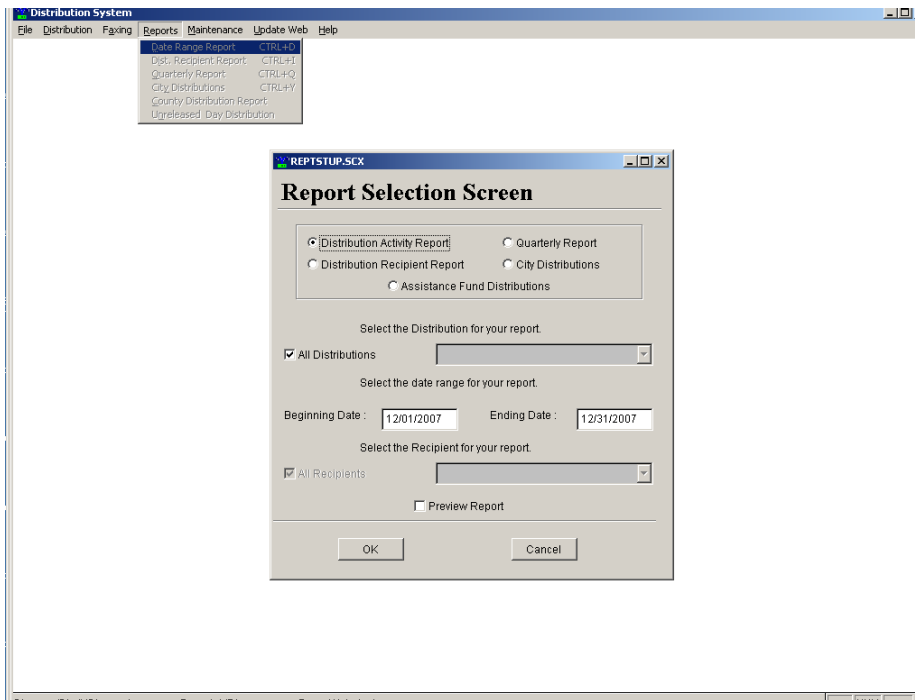 Distribution System
File Distribution Faxing Reports Maintenance Update Web Help
Date Range Report CTRL+D
Dist. Recipient Report CTRL+I
Quarterly Report CTRL+Q
City Distributions CTRL+Y
County Distribution Report
Unreleased Day Distribution
REPTSTUP.SCX
Report Selection Screen
Distribution Activity Report Quarterly Report
Distribution Recipient Report City Distributions
Assistance Fund Distributions
Select the Distribution for your report.
All Distributions
Select the date range for your report.
Beginning Date : 12/01/2007 Ending Date : 12/31/2007
Select the Recipient for your report.
All Recipients
Preview Report
OK Cancel